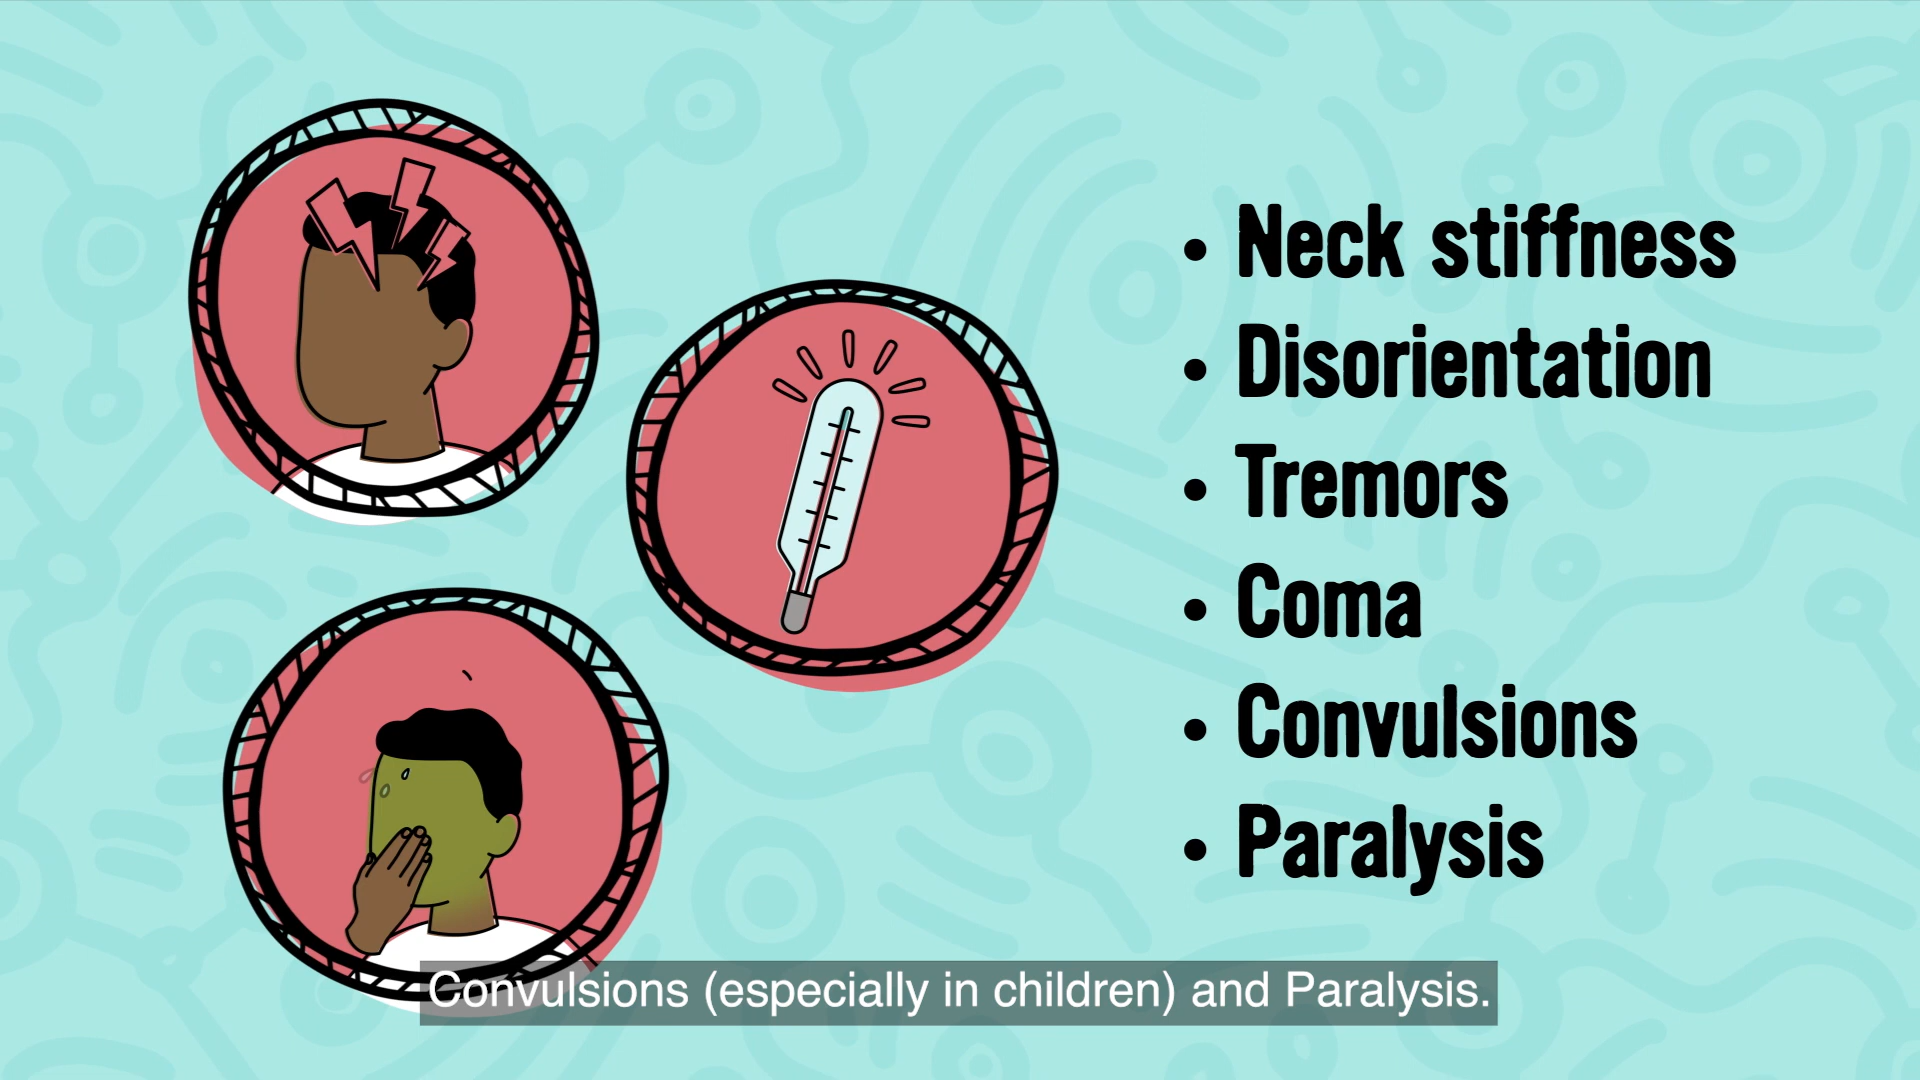 • Neck stiffness
• Disorientation
• Tremors
• Coma
• Convulsions
• Paralysis
Convulsions (especially in children) and Paralysis.